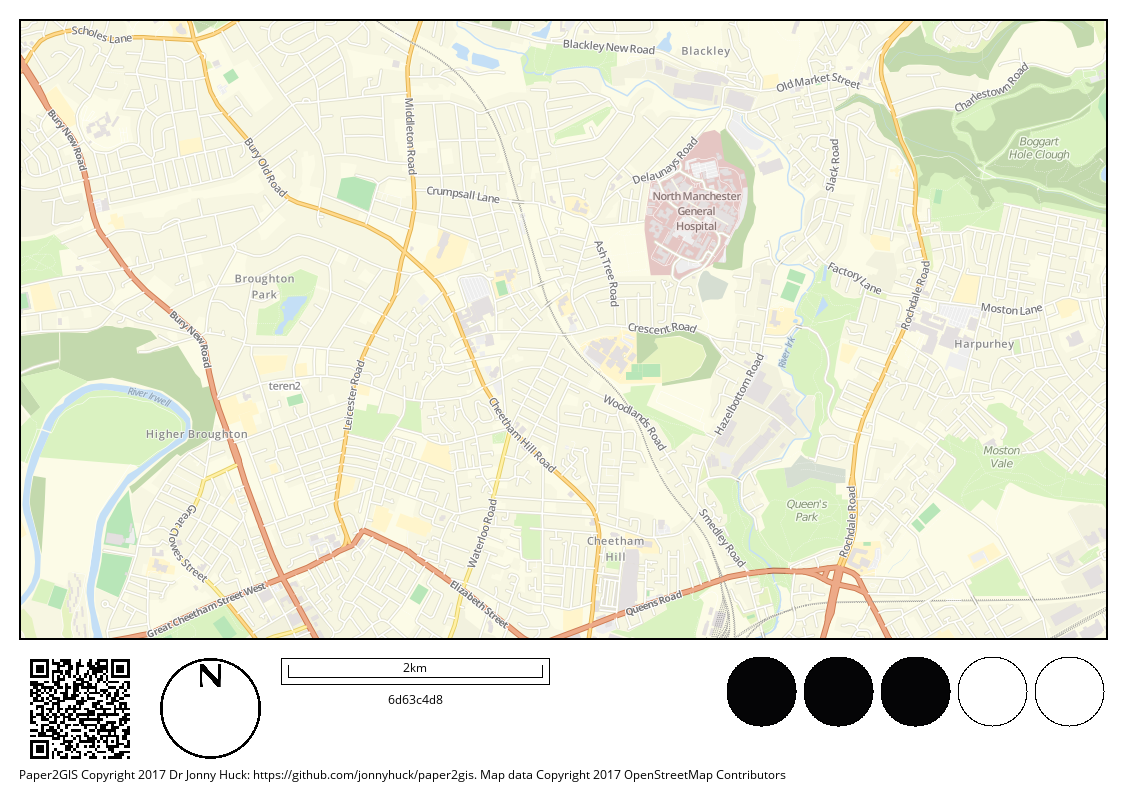 Scholes Lane
Blackley New Road
Blackley
Old Market Street
Charlestown Road
Bury New Road
Middleton Road
Bury Old Road
Delaunays Road
Slack Road
Boggart
Hole Clough
Crumpsall Lane
North Manchester
General
Hospital
Ash Tree Road
Factory Lane
Broughton
Park
Rochdale Road
Moston Lane
Bury New Road
Crescent Road
River Irk
Harpurhey
teren2
Leicester Road
River Irwell
Hazelbottom Road
Cheetham Hill Road
Woodlands Road
Higher Broughton
Moston
Vale
Great Clowes Street
Waterloo Road
Queen's
Park
Rochdale Road
Smedley Road
Cheetham
Hill
Great Cheetham Street West
Elizabeth Street
Queens Road
N
2km
6d63c4d8
Paper2GIS Copyright 2017 Dr Jonny Huck: https://github.com/jonnyhuck/paper2gis. Map data Copyright 2017 OpenStreetMap Contributors